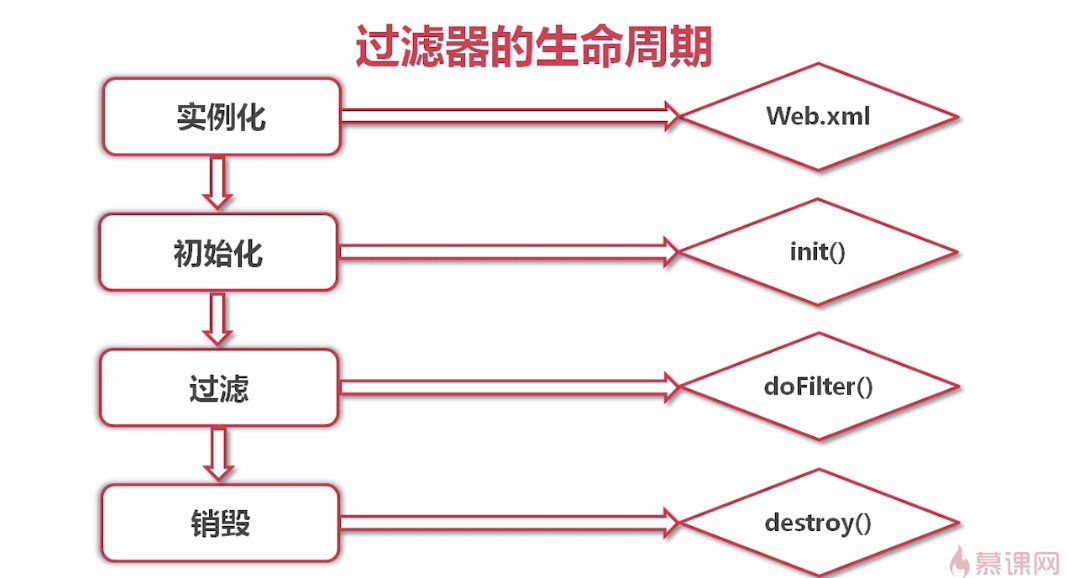 过滤器的生命周期
实例化
Web.xml
初始化
init()
过滤
doFilter()
销毁
destroy()
慕课网